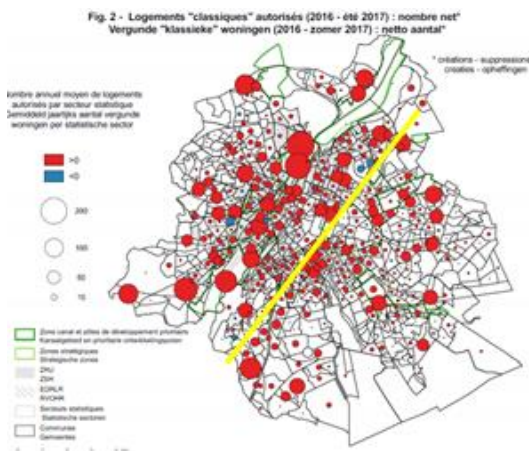 Fig. 2 - Logements "classiques" autorisés (2016 - été 2017) : nombre net*
Vergunde "klassieke" woningen (2016 - zomer 2017) : netto aantal*
* créations - suppressions
creaties - opheffingen
ombre annuel moyen de logements
autorisés par secteur statistique
Gemiddeld jaarlijks aantal vergunde
woningen per statistische sector
>0
<0
200
100
50
10
Zone canal et pôles de développement prioritaire
Kanaalgebied en prioritaire ontwikkelingspolen
Zones stratégiques
Strategische zones
ZRU
ZSH
EDRLR
RVOHR
Secteurs statistiques
Statistische sectoren
Communes
Gemeentes